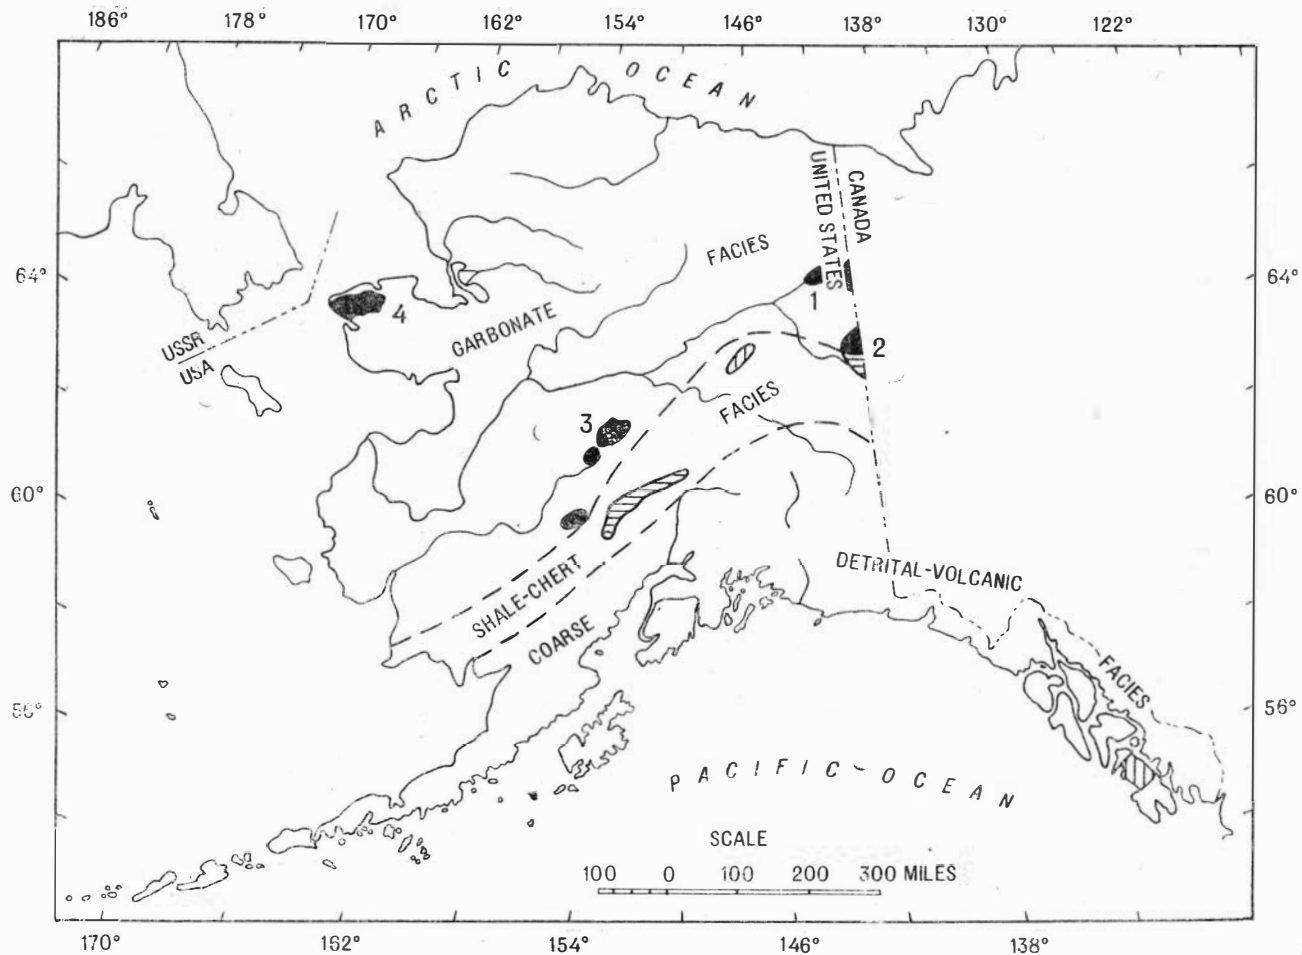 186° 178° 170° 162° 154° 146° 138° 130° 122°
ARCTIC OCEAN
UNITED STATES
CANADA
FACIES
64° 64°
1
4
GARBONATE
USSR
USA
2
FACIES
3
60° 60°
DETRITAL-VOLCANIC
SHALE-CHERT
COARSE
FACIES
56° 56°
PACIFIC-OCEAN
SCALE
100 0 100 200 300 MILES
170° 162° 154° 146° 138°